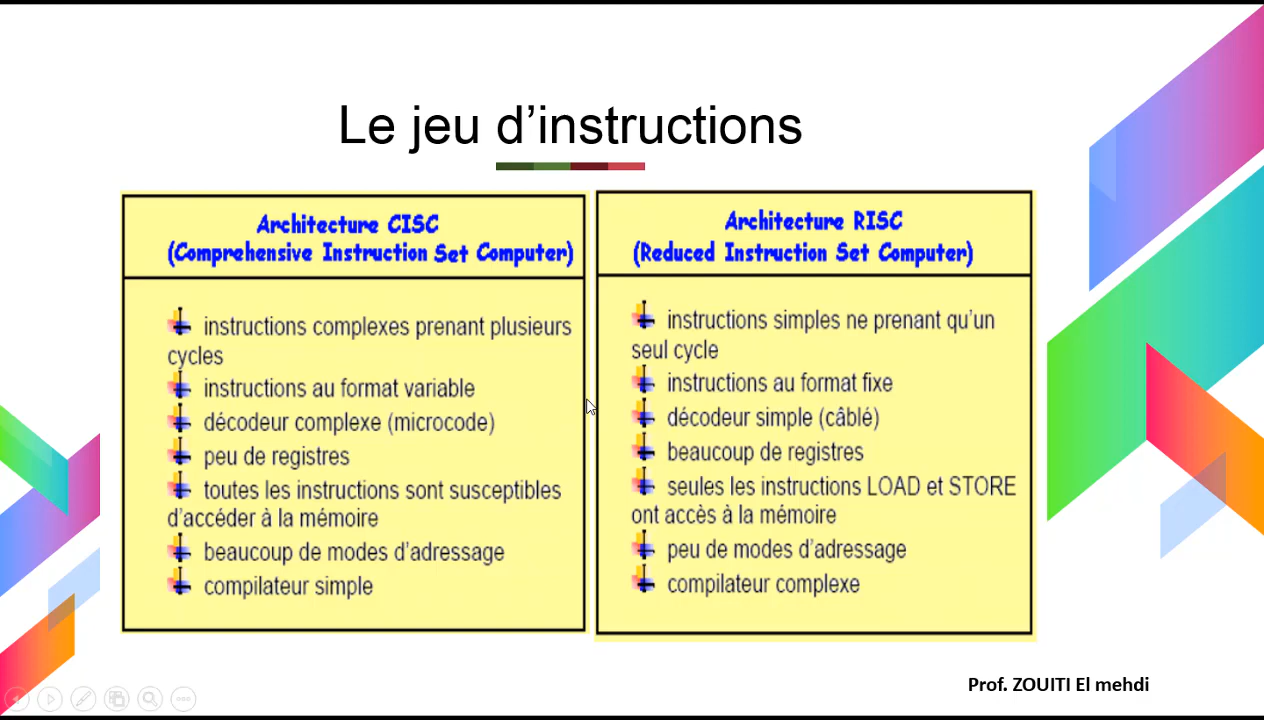 Le jeu d'instructions
Architecture CISC
(Comprehensive Instruction Set Computer)
instructions complexes prenant plusieurs
cycles
instructions au format variable
décodeur complexe (microcode)
peu de registres
toutes les instructions sont susceptibles
d'accéder à la mémoire
beaucoup de modes d'adressage
compilateur simple
Architecture RISC
(Reduced Instruction Set Computer)
instructions simples ne prenant qu'un
seul cycle
instructions au format fixe
décodeur simple (câblé)
beaucoup de registres
seules les instructions LOAD et STORE
ont accès à la mémoire
peu de modes d'adressage
compilateur complexe
Prof. ZOUITI El mehdi